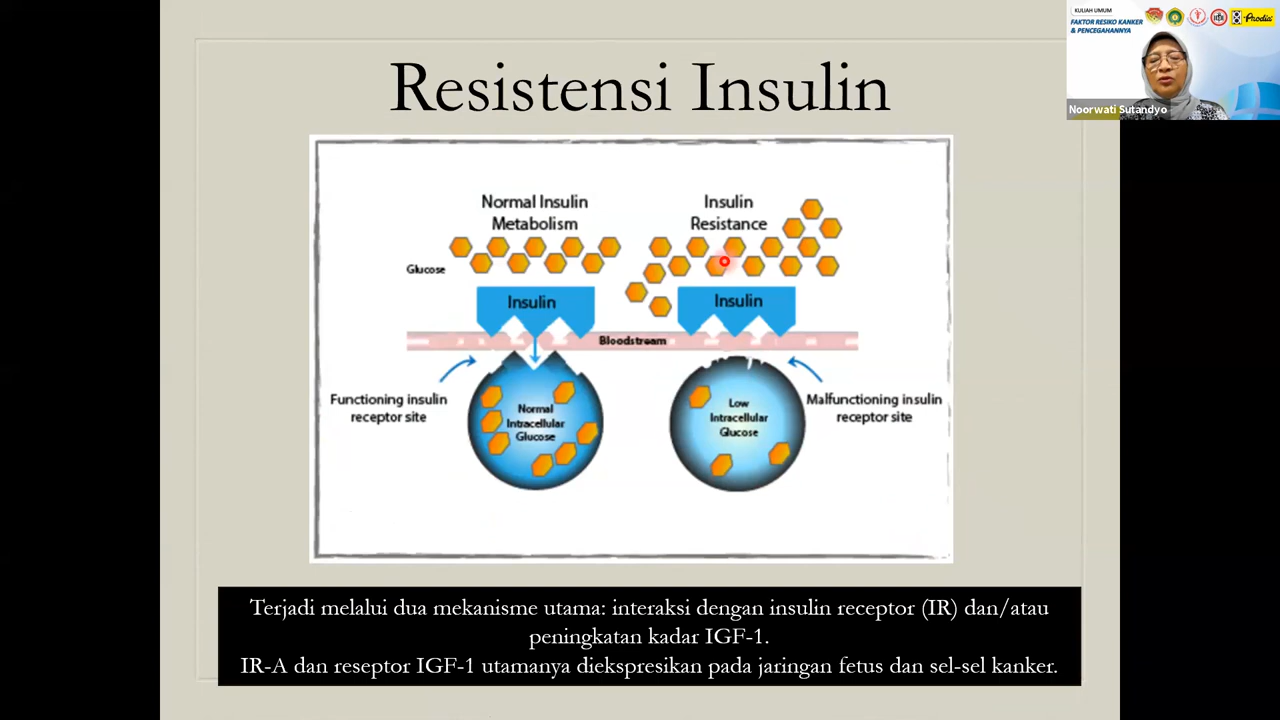 Resistensi Insulin
Normal Insulin
Metabolism
Insulin
Resistance
Glucose
Insulin
Insulin
Bloodstream
Functioning insulin
receptor site
Normal
Intracellular
Glucose
Low
Intracellular
Glucose
Malfunctioning insulin
receptor site
Terjadi melalui dua mekanisme utama: interaksi dengan insulin receptor (IR) dan/atau
peningkatan kadar IGF-1.
IR-A dan reseptor IGF-1 utamanya diekspresikan pada jaringan fetus dan sel-sel kanker.
KULIAH UMUM
FAKTOR RESIKO KANKER
& PENCEGAHANNYA
Prodia
Noorwati Sutandyo